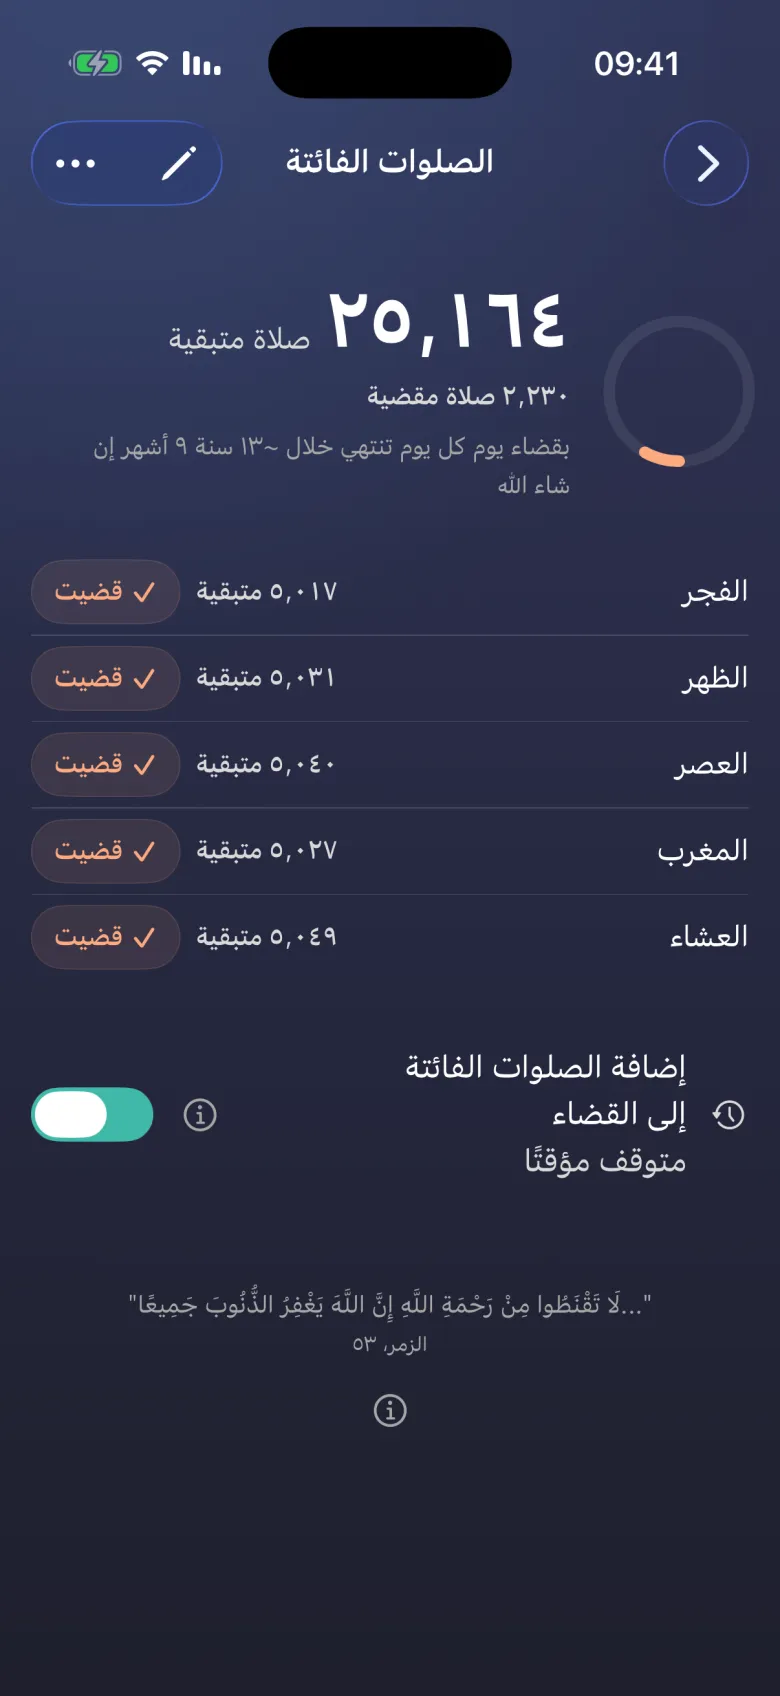 09:41
الصلوات الفائتة
٢٥,١٦٤ صلاة متبقية
٢,٢٣٠ صلاة مقضية
بقضاء يوم كل يوم تنتهي خلال ~١٣ سنة ٩ أشهر إن
شاء الله
الفجر ٥,٠١٧ متبقية قضيت
الظهر ٥,٠٣١ متبقية قضيت
العصر ٥,٠٤٠ متبقية قضيت
المغرب ٥,٠٢٧ متبقية قضيت
العشاء ٥,٠٤٩ متبقية قضيت
إضافة الصلوات الفائتة
إلى القضاء
متوقف مؤقتًا
"...لَا تَقْنَطُوا مِنْ رَحْمَةِ اللَّهِ إِنَّ اللَّهَ يَغْفِرُ الذُّنُوبَ جَمِيعًا"
الزمر، ٥٣